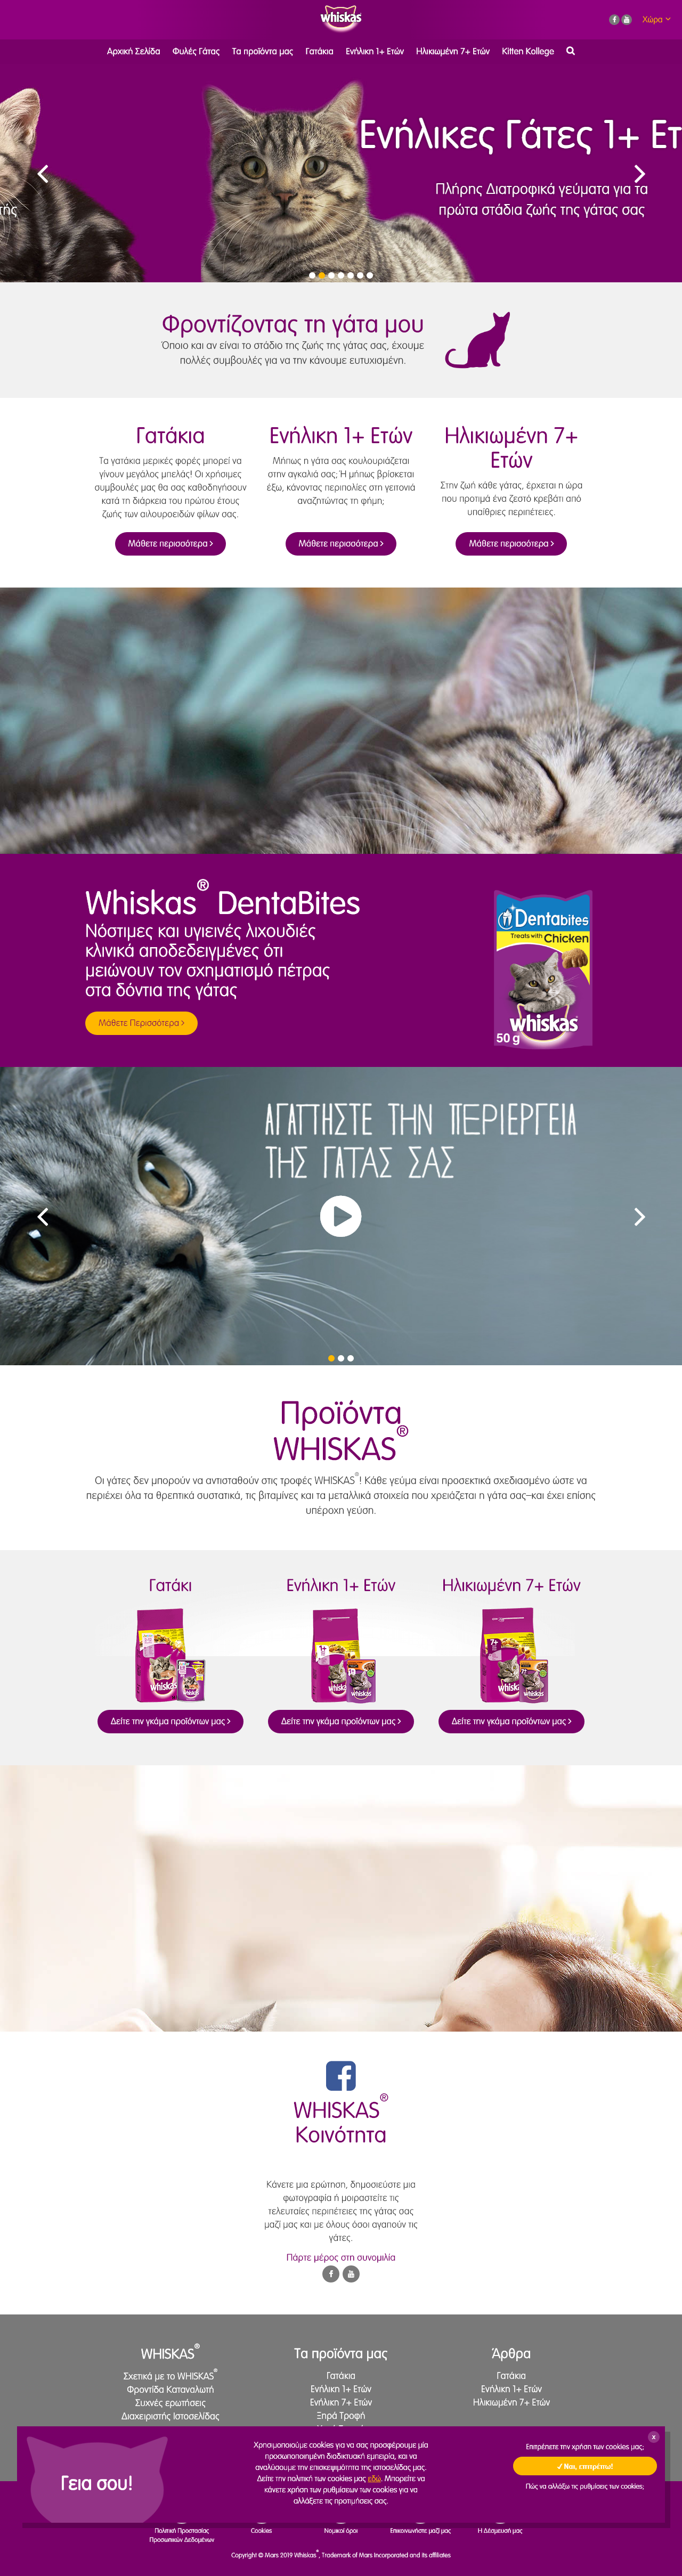 whiskas
Χώρα
Αρχική Σελίδα Φυλές Γάτας Τα προϊόντα μας Γατάκια Ενήλικη 1+ Ετών Ηλικιωμένη 7+ Ετών Kitten Kollege
Ενήλικες Γάτες 1+ Ετ
Πλήρης Διατροφικά γεύματα για τα
πρώτα στάδια ζωής της γάτας σας
τής
Φροντίζοντας τη γάτα μου
Όποιο και αν είναι το στάδιο της ζωής της γάτας σας, έχουμε
πολλές συμβουλές για να την κάνουμε ευτυχισμένη.
Γατάκια
Τα γατάκια μερικές φορές μπορεί να
γίνουν μεγάλος μπελάς! Οι χρήσιμες
συμβουλές μας θα σας καθοδηγήσουν
κατά τη διάρκεια του πρώτου έτους
ζωής των αιλουροειδών φίλων σας.
Μάθετε περισσότερα
Ενήλικη 1+ Ετών
Μήπως η γάτα σας κουλουριάζεται
στην αγκαλιά σας; Ή μήπως βρίσκεται
έξω, κάνοντας περιπολίες στη γειτονιά
αναζητώντας τη φήμη;
Μάθετε περισσότερα
Ηλικιωμένη 7+
Ετών
Στην ζωή κάθε γάτας, έρχεται η ώρα
που προτιμά ένα ζεστό κρεβάτι από
υπαίθριες περιπέτειες.
Μάθετε περισσότερα
Whiskas® DentaBites
Νόστιμες και υγιεινές λιχουδιές
κλινικά αποδεδειγμένες ότι
μειώνουν τον σχηματισμό πέτρας
στα δόντια της γάτας
Μάθετε Περισσότερα
Dentabites
Treats with Chicken
whiskas
50 g
ΑΓΑΠΗΣΤΕ ΤΗΝ ΠΕΡΙΕΡΓΕΙΑ
ΤΗΣ ΓΑΤΑΣ ΣΑΣ
Προϊόντα
WHISKAS®
Οι γάτες δεν μπορούν να αντισταθούν στις τροφές WHISKAS®! Κάθε γεύμα είναι προσεκτικά σχεδιασμένο ώστε να
περιέχει όλα τα θρεπτικά συστατικά, τις βιταμίνες και τα μεταλλικά στοιχεία που χρειάζεται η γάτα σας–και έχει επίσης
υπέροχη γεύση.
Γατάκι
whiskas
Δείτε την γκάμα προϊόντων μας
Ενήλικη 1+ Ετών
1+
Δείτε την γκάμα προϊόντων μας
Ηλικιωμένη 7+ Ετών
7+
Δείτε την γκάμα προϊόντων μας
WHISKAS®
Κοινότητα
Κάνετε μια ερώτηση, δημοσιεύστε μια
φωτογραφία ή μοιραστείτε τις
τελευταίες περιπέτειες της γάτας σας
μαζί μας και με όλους όσοι αγαπούν τις
γάτες.
Πάρτε μέρος στη συνομιλία
WHISKAS®
Σχετικά με το WHISKAS®
Φροντίδα Καταναλωτή
Συχνές ερωτήσεις
Διαχειριστής Ιστοσελίδας
Τα προϊόντα μας
Γατάκια
Ενήλικη 1+ Ετών
Ενήλικη 7+ Ετών
Ξηρά Τροφή
Άρθρα
Γατάκια
Ενήλικη 1+ Ετών
Ηλικιωμένη 7+ Ετών
Γεια σου!
Χρησιμοποιούμε cookies για να σας προσφέρουμε μία
προσωποποιημένη διαδικτυακή εμπειρία, και να
αναλύσουμε την επισκεψιμότητα της ιστοσελίδας μας.
Δείτε την πολιτική των cookies μας εδώ. Μπορείτε να
κάνετε χρήση των ρυθμίσεων των cookies για να
αλλάξετε τις προτιμήσεις σας.
x
Επιτρέπετε την χρήση των cookies μας;
✓ Ναι, επιτρέπω!
Πώς να αλλάξω τις ρυθμίσεις των cookies;
Πολιτική Προστασίας
Προσωπικών Δεδομένων
Cookies
Νομικοί όροι
Επικοινωνήστε μαζί μας
Η Δέσμευσή μας
Copyright © Mars 2019 Whiskas®, Trademark of Mars Incorporated and its affiliates